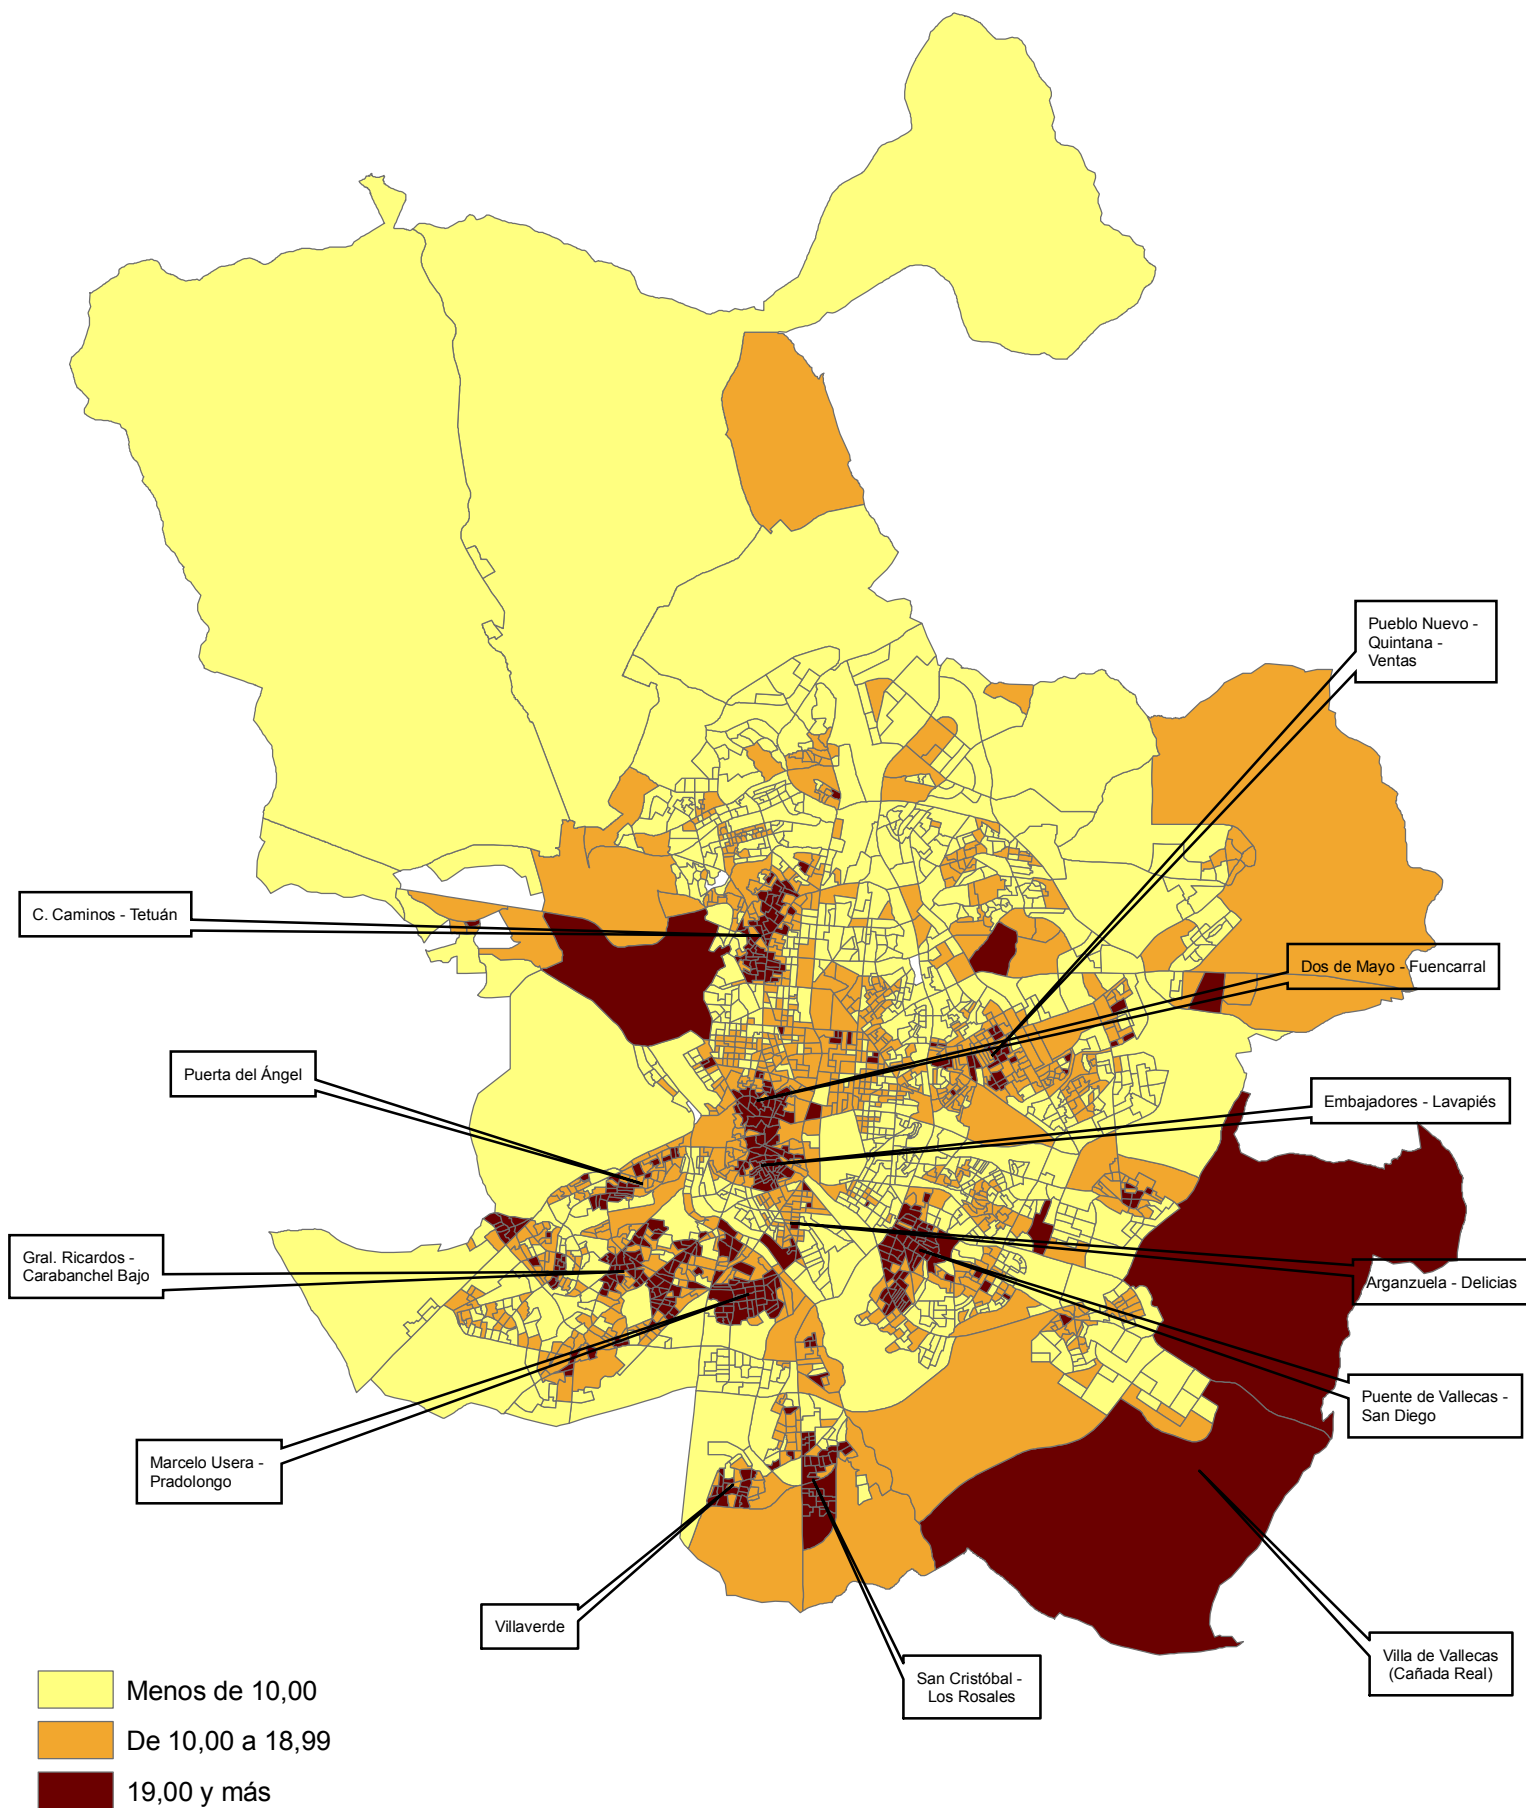 Pueblo Nuevo -
Quintana -
Ventas
C. Caminos - Tetuán
Dos de Mayo - Fuencarral
Puerta del Ángel
Embajadores - Lavapiés
Gral. Ricardos -
Carabanchel Bajo
Arganzuela - Delicias
Puente de Vallecas -
San Diego
Marcelo Usera -
Pradolongo
Villaverde
San Cristóbal -
Los Rosales
Villa de Vallecas
(Cañada Real)
Menos de 10,00
De 10,00 a 18,99
19,00 y más